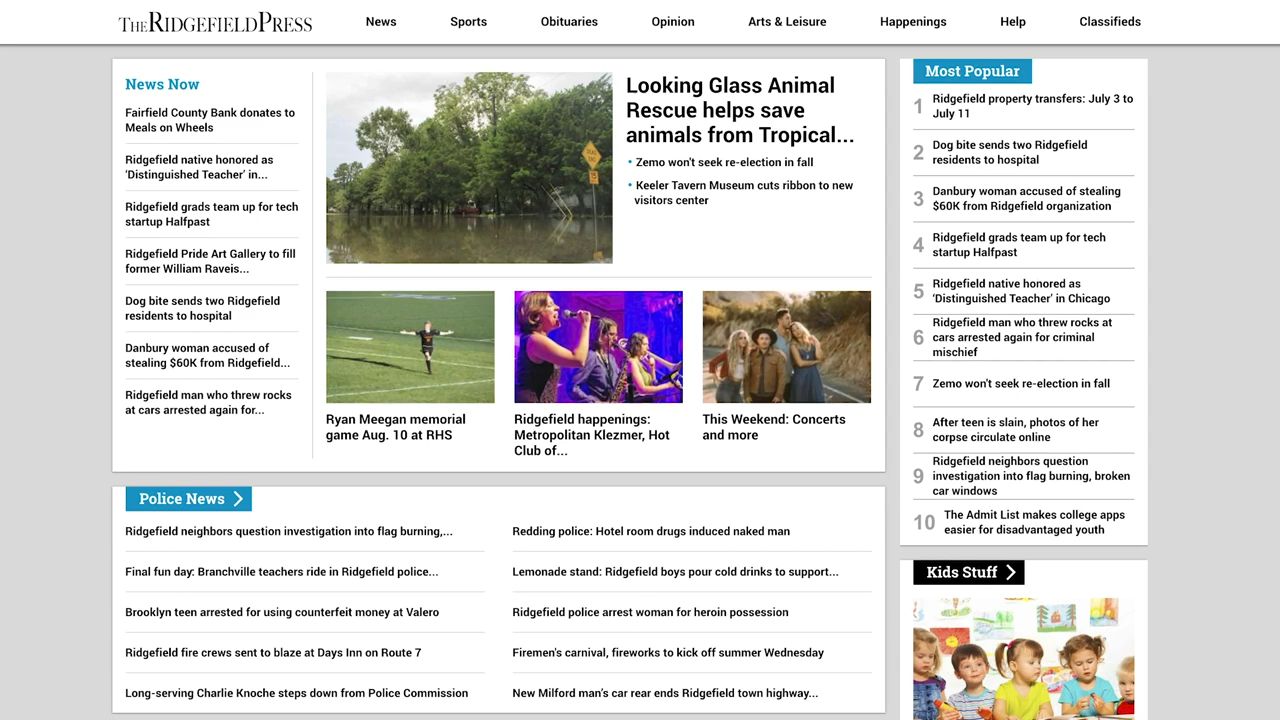 THE RIDGEFIELD PRESS
News
Sports
Obituaries
Opinion
Arts & Leisure
Happenings
Help
Classifieds
News Now
Fairfield County Bank donates to
Meals on Wheels
Ridgefield native honored as
‘Distinguished Teacher’ in...
Ridgefield grads team up for tech
startup Halfpast
Ridgefield Pride Art Gallery to fill
former William Raveis...
Dog bite sends two Ridgefield
residents to hospital
Danbury woman accused of
stealing $60K from Ridgefield...
Ridgefield man who threw rocks
at cars arrested again for...
Looking Glass Animal
Rescue helps save
animals from Tropical...
• Zemo won't seek re-election in fall
• Keeler Tavern Museum cuts ribbon to new
visitors center
Ryan Meegan memorial
game Aug. 10 at RHS
Ridgefield happenings:
Metropolitan Klezmer, Hot
Club of...
This Weekend: Concerts
and more
Police News
Ridgefield neighbors question investigation into flag burning,...
Final fun day: Branchville teachers ride in Ridgefield police...
Brooklyn teen arrested for using counterfeit money at Valero
Ridgefield fire crews sent to blaze at Days Inn on Route 7
Long-serving Charlie Knoche steps down from Police Commission
Redding police: Hotel room drugs induced naked man
Lemonade stand: Ridgefield boys pour cold drinks to support...
Ridgefield police arrest woman for heroin possession
Firemen's carnival, fireworks to kick off summer Wednesday
New Milford man's car rear ends Ridgefield town highway...
Most Popular
1 Ridgefield property transfers: July 3 to
July 11
2 Dog bite sends two Ridgefield
residents to hospital
3 Danbury woman accused of stealing
$60K from Ridgefield organization
4 Ridgefield grads team up for tech
startup Halfpast
5 Ridgefield native honored as
‘Distinguished Teacher’ in Chicago
6 Ridgefield man who threw rocks at
cars arrested again for criminal
mischief
7 Zemo won't seek re-election in fall
8 After teen is slain, photos of her
corpse circulate online
9 Ridgefield neighbors question
investigation into flag burning, broken
car windows
10 The Admit List makes college apps
easier for disadvantaged youth
Kids Stuff